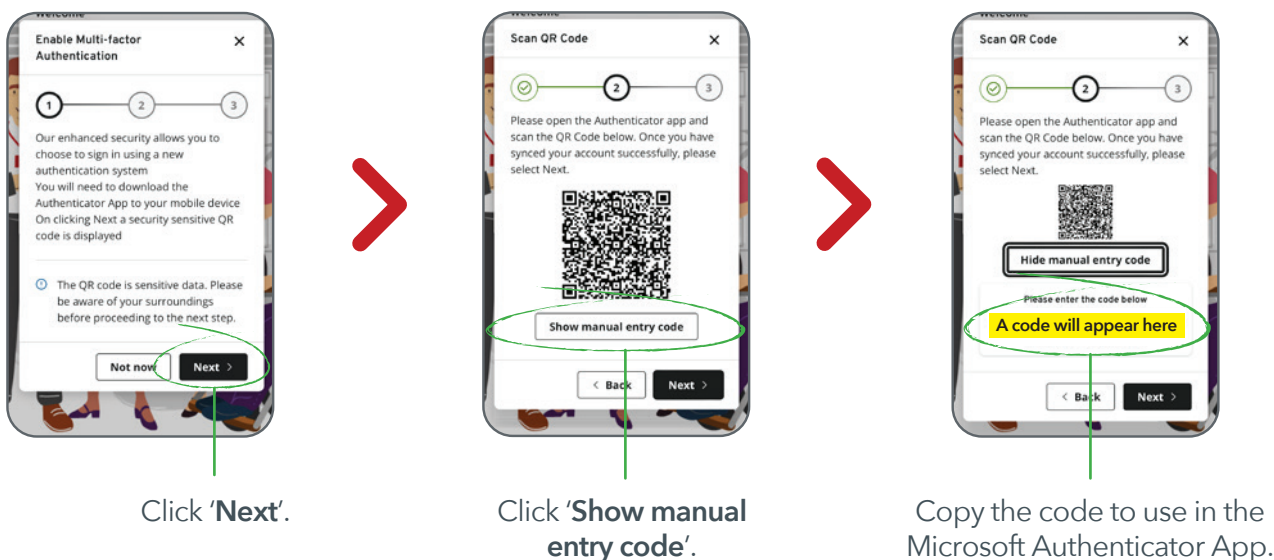 Welcome
Enable Multi-factor
Authentication
1
2
3
Our enhanced security allows you to
choose to sign in using a new
authentication system
You will need to download the
Authenticator App to your mobile device
On clicking Next a security sensitive QR
code is displayed
The QR code is sensitive data. Please
be aware of your surroundings
before proceeding to the next step.
Not now
Next >
Click ‘Next’.
Welcome
Scan QR Code
2
3
Please open the Authenticator app and
scan the QR Code below. Once you have
synced your account successfully, please
select Next.
Show manual entry code
< Back
Next >
Click ‘Show manual
entry code’.
Welcome
Scan QR Code
2
3
Please open the Authenticator app and
scan the QR Code below. Once you have
synced your account successfully, please
select Next.
Hide manual entry code
Please enter the code below
A code will appear here
< Back
Next >
Copy the code to use in the
Microsoft Authenticator App.